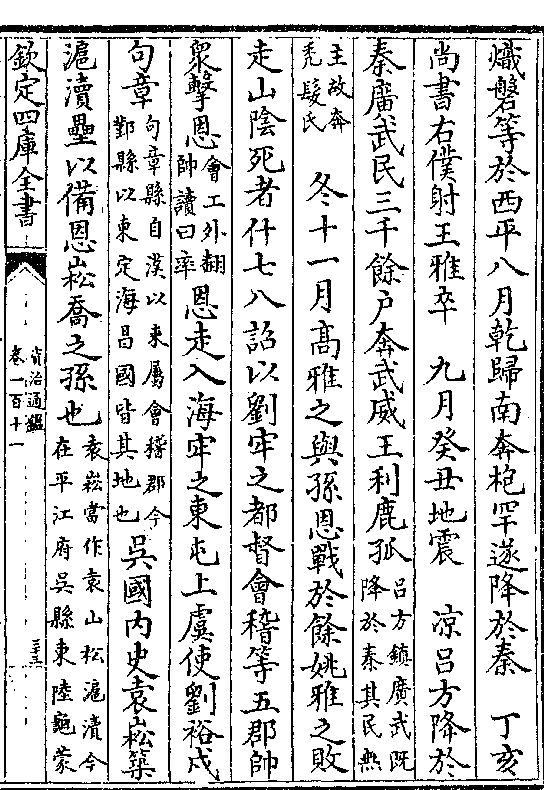 熾磐等於西平八月乾歸南奔枹罕遂降於秦　丁亥
尚書右僕射王雅卒　九月癸丑地震　凉吕方降於
秦廣武民三千餘户奔武威王利鹿孤吕方鎮廣武既
降於秦其民無
主故奔
秃髮氏　冬十一月髙雅之與孫恩戰於餘姚雅之敗
走山陰死者什七八詔以劉牢之都督會稽等五郡帥
衆擊恩會工外翻
帥讀曰率恩走入海牢之東屯上虞使劉裕戍
句章句章縣自漢以来屬會稽郡今
鄞縣以東定海昌國皆其地也吳國内史袁崧築
滬瀆壘以備恩崧喬之孫也袁崧當作袁山松滬瀆今
在平江府吳縣東陸龜蒙
欽定四庫全書
資治通鑑
卷一百十一
三十三